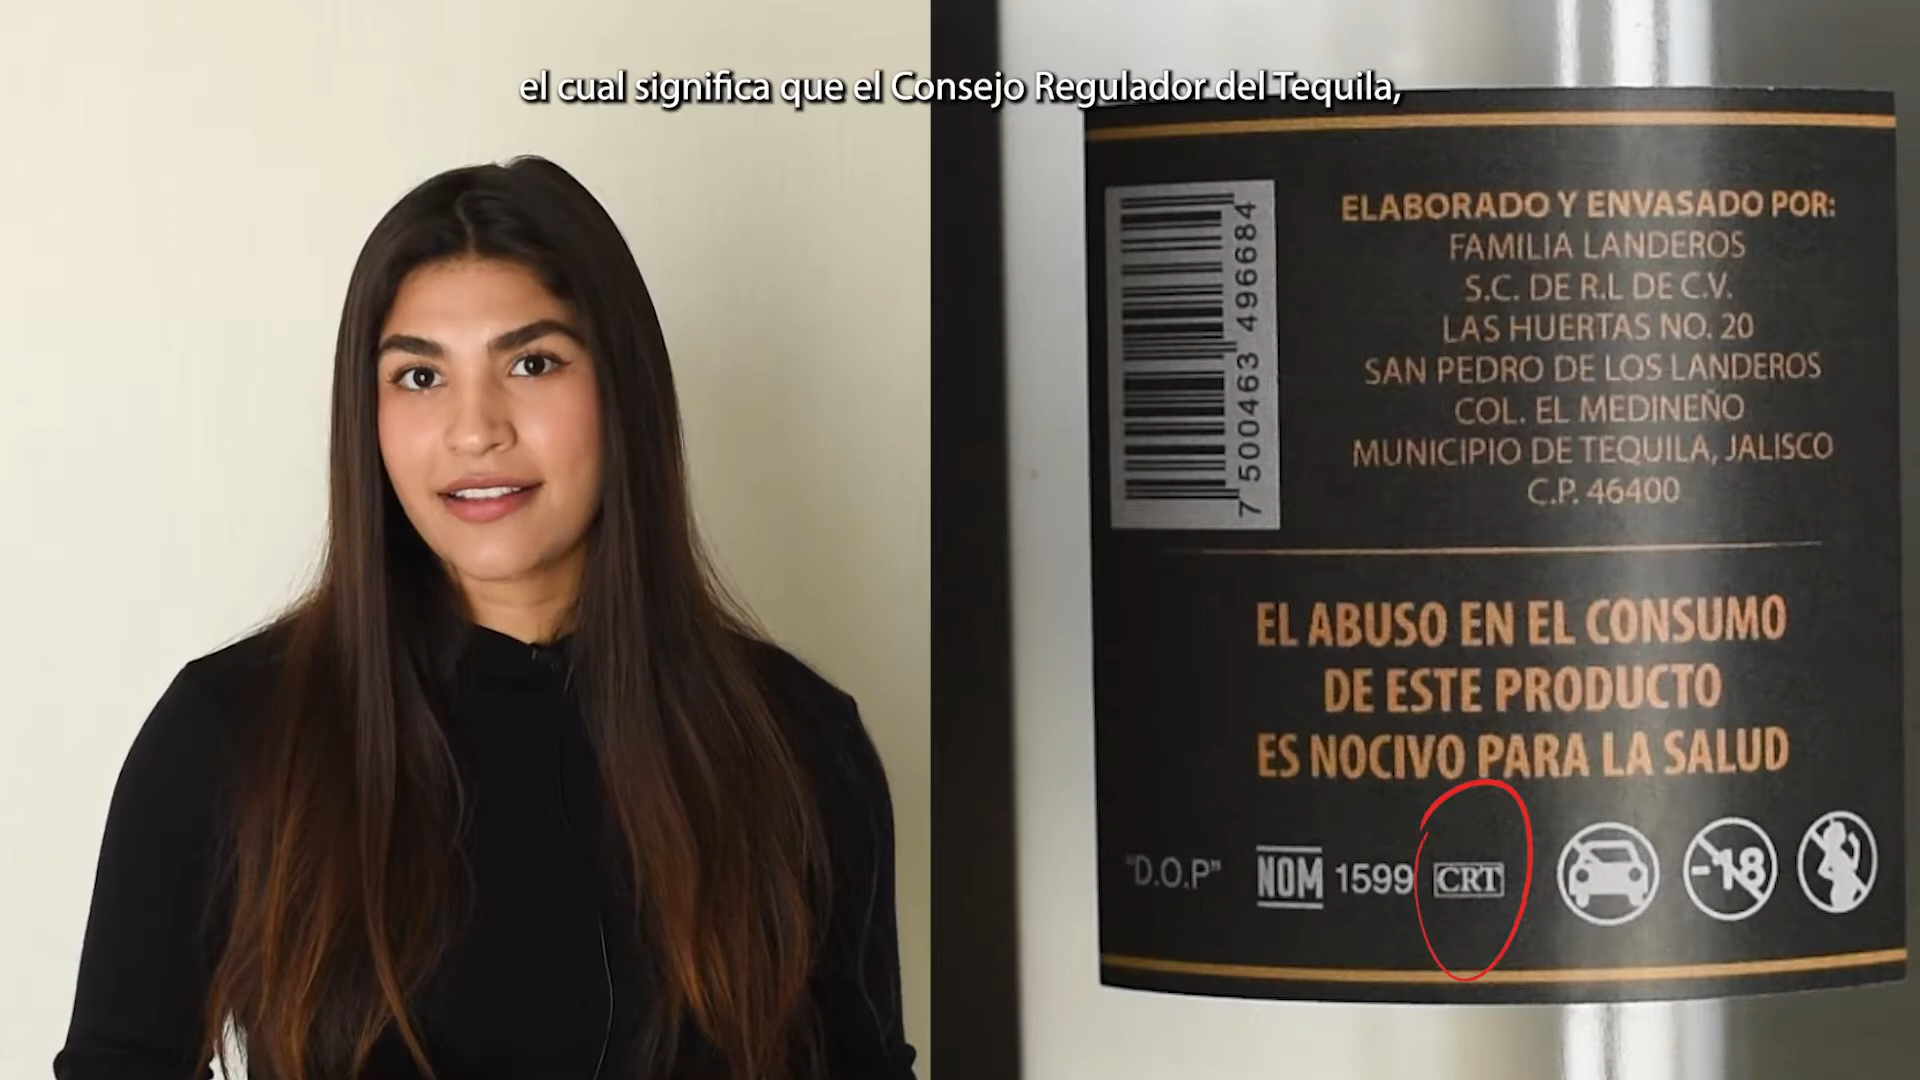 el cual significa que el Consejo Regulador del Tequila,
7 500463 496684
ELABORADO Y ENVASADO POR:
FAMILIA LANDEROS
S.C. DE R.L DE C.V.
LAS HUERTAS NO. 20
SAN PEDRO DE LOS LANDEROS
COL. EL MEDINEÑO
MUNICIPIO DE TEQUILA, JALISCO
C.P. 46400
EL ABUSO EN EL CONSUMO
DE ESTE PRODUCTO
ES NOCIVO PARA LA SALUD
"D.O.P" NOM 1599 CRT -18